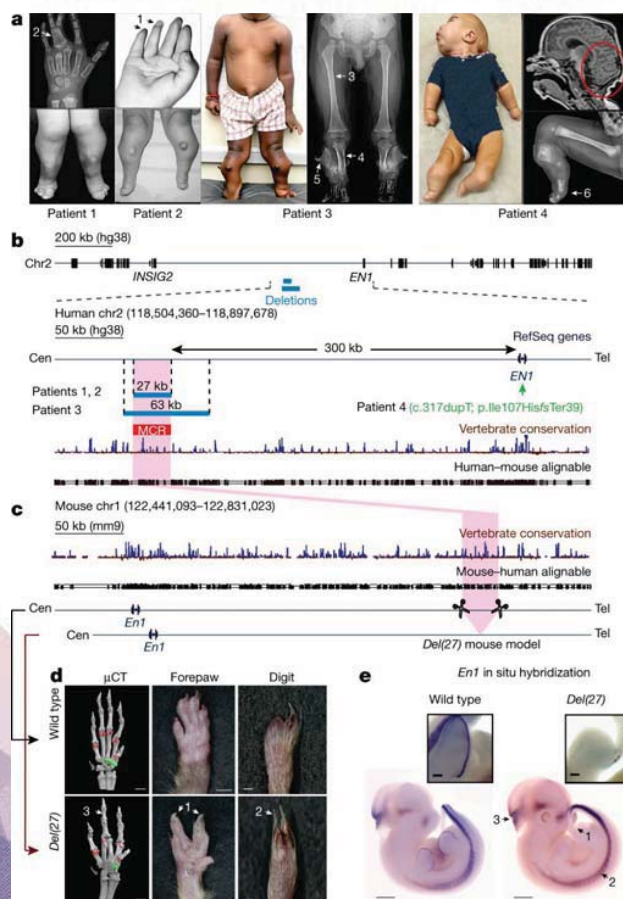 a
2
1
3
4
5
6
Patient 1
Patient 2
Patient 3
Patient 4
b
200 kb (hg38)
Chr2
INSIG2
EN1
Deletions
Human chr2 (118,504,360–118,897,678)
50 kb (hg38)
300 kb
RefSeq genes
Cen
Tel
EN1
Patients 1, 2
27 kb
Patient 3
63 kb
Patient 4 (c.317dupT; p.Ile107HisfsTer39)
MCR
Vertebrate conservation
Human–mouse alignable
c
Mouse chr1 (122,441,093–122,831,023)
50 kb (mm9)
Vertebrate conservation
Mouse–human alignable
Cen
Tel
En1
Cen
Tel
En1
Del(27) mouse model
d
µCT
Forepaw
Digit
Wild type
Del(27)
3
1
2
e
En1 in situ hybridization
Wild type
Del(27)
3
1
2